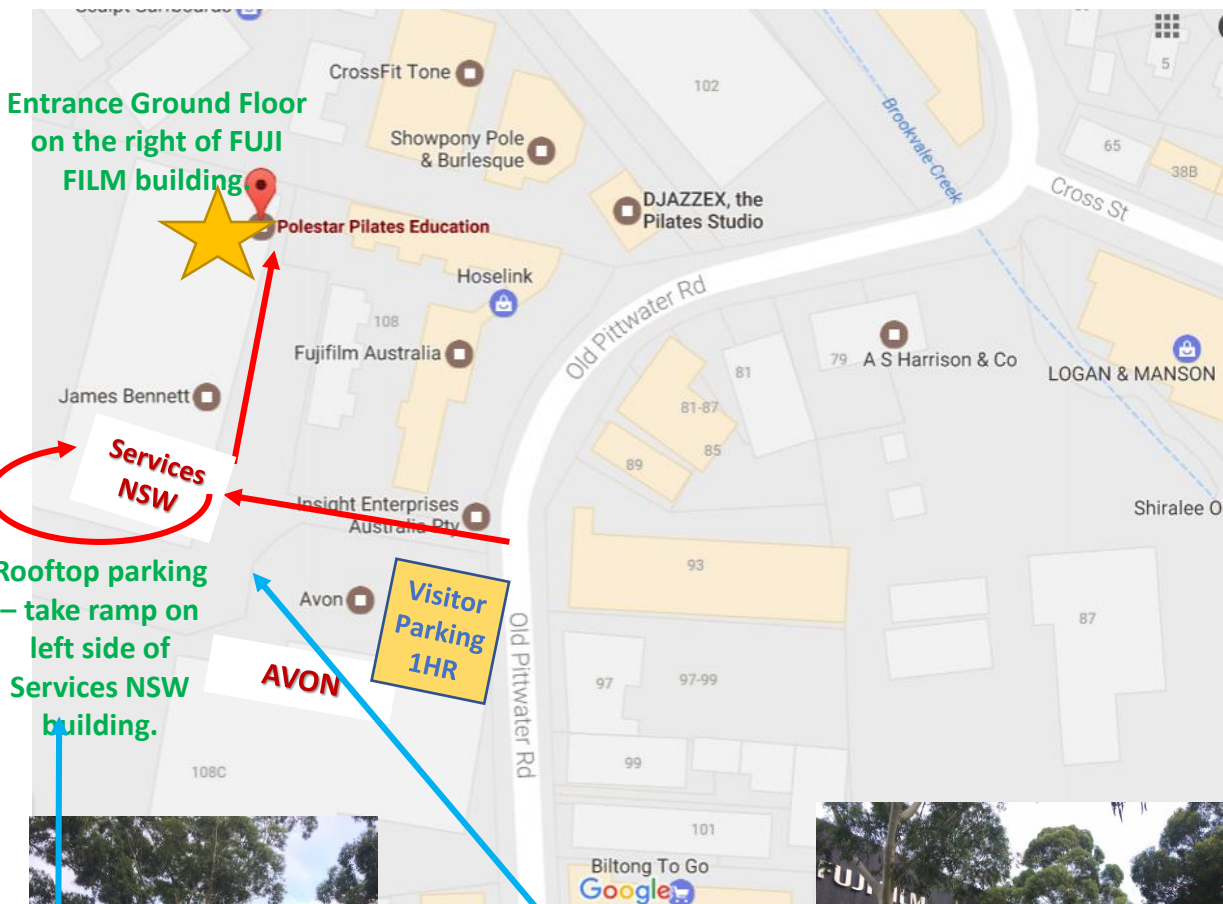 CrossFit Tone
102
5
Entrance Ground Floor
on the right of FUJI
FILM building.
Showpony Pole
& Burlesque
Brookvale Creek
65
38B
Cross St
DJAZZEX, the
Pilates Studio
Polestar Pilates Education
Hoselink
Old Pittwater Rd
108
Fujifilm Australia
79
A S Harrison & Co
LOGAN & MANSON
81
81-87
85
89
James Bennett
Services
NSW
Insight Enterprises
Australia Pty
Shiralee O
93
Rooftop parking
– take ramp on
left side of
Services NSW
building.
Avon
Visitor
Parking
1HR
87
AVON
Old Pittwater Rd
97
97-99
99
108C
101
Biltong To Go
Google
FUJIFILM